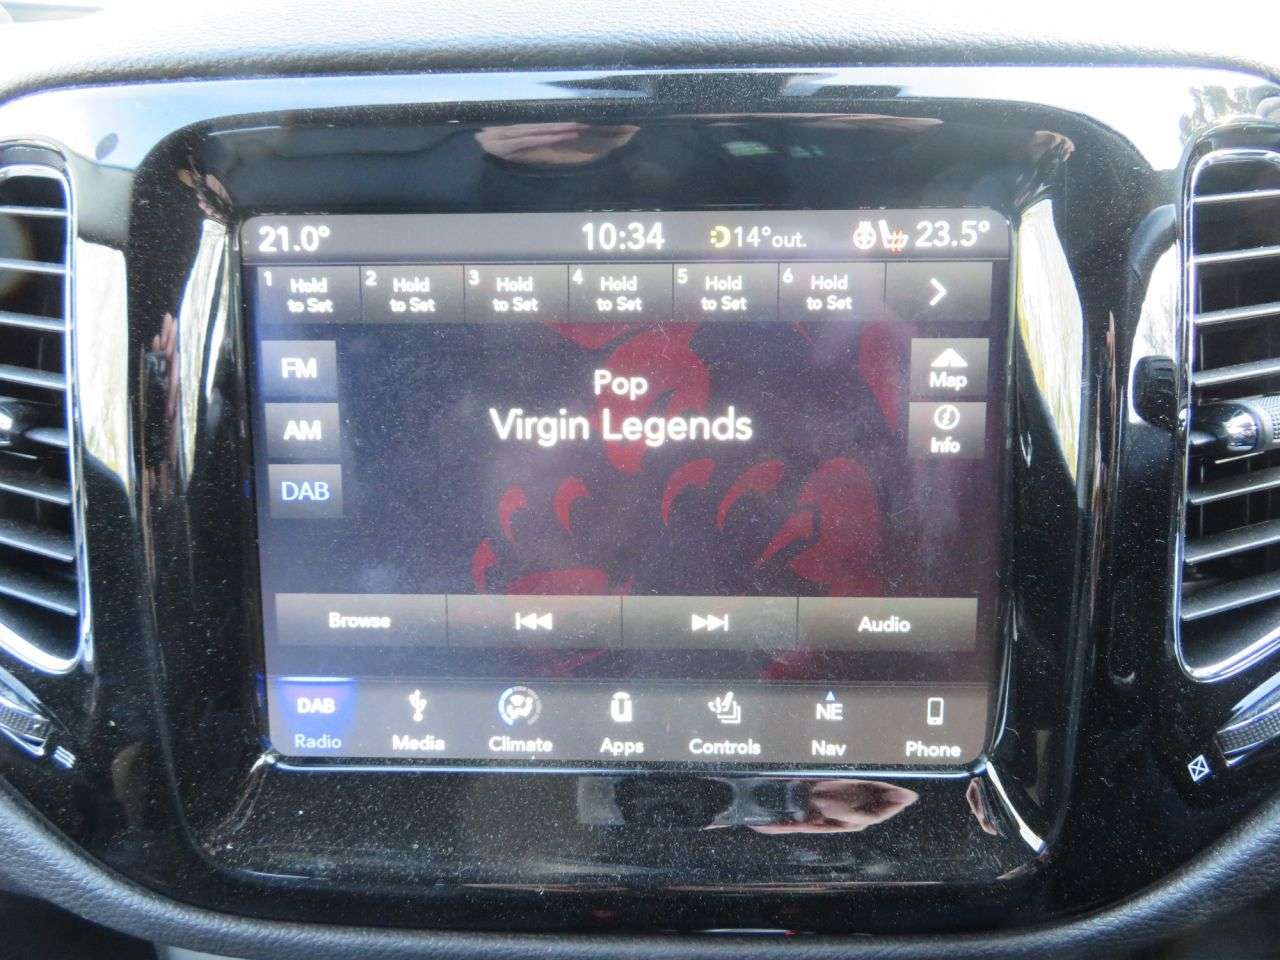 21.0° 10:34 14°out. 23.5°
1 Hold to Set
2 Hold to Set
3 Hold to Set
4 Hold to Set
5 Hold to Set
6 Hold to Set
FM
AM
DAB
Pop
Virgin Legends
Map
Info
Browse Audio
DAB NE
Radio Media Climate Apps Controls Nav Phone